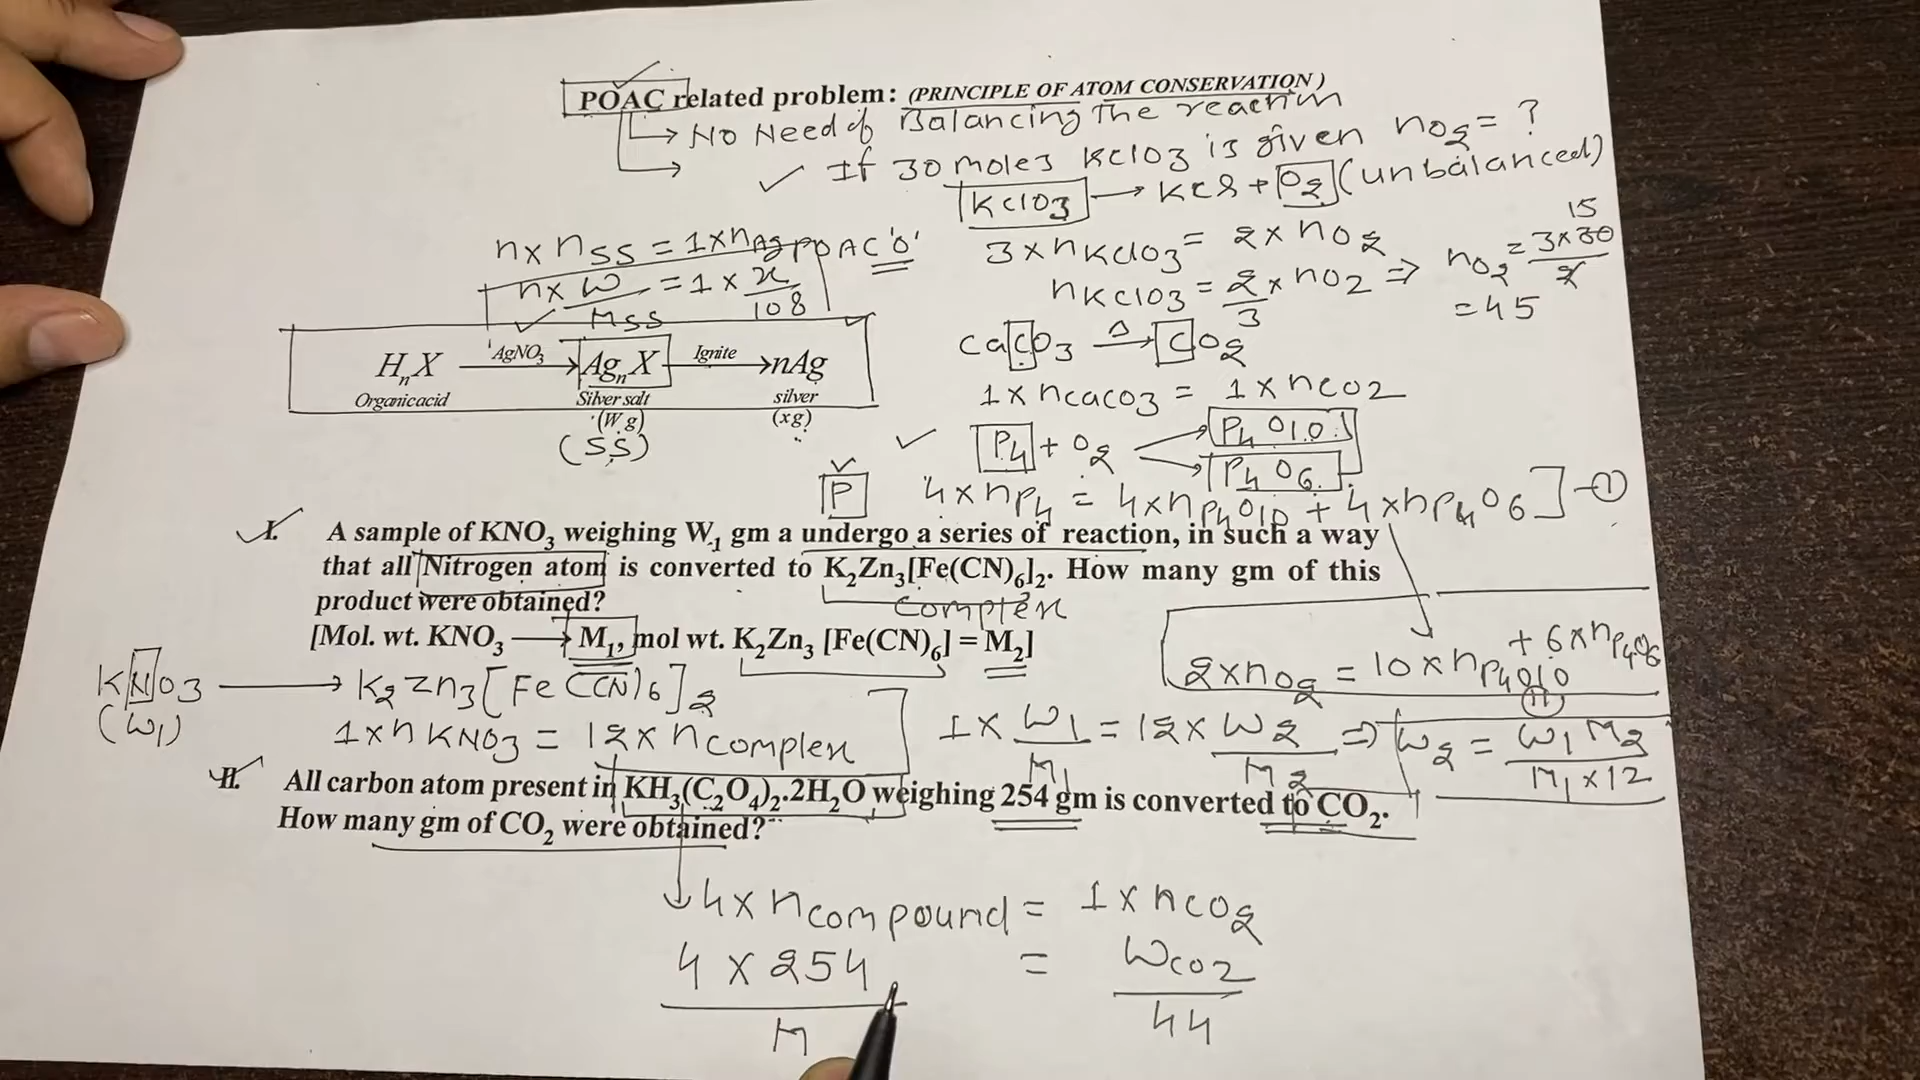 POAC related problem: (PRINCIPLE OF ATOM CONSERVATION)
→ No Need of Balancing The reaction
→ ✓ If 30 moles KClO3 is given nO2 = ?
KClO3 → KCl + O2 (unbalanced)
n x nSS = 1 x nAg POAC 'O'
3 x nKClO3 = 2 x nO2
nKClO3 = 2/3 x nO2 ⇒ nO2 = 3 x 30/2
15
= 45
n x W/MSS = 1 x x/108
HnX —AgNO3→ AgnX —Ignite→ nAg
Organic acid Silver salt silver
(W g) (xg)
(SS)
CaCO3 —Δ→ CO2
1 x nCaCO3 = 1 x nCO2
P4 + O2 → P4O10
→ P4O6
P 4 x nP4 = 4 x nP4O10 + 4 x nP4O6 ] - ①
I. A sample of KNO3 weighing W1 gm a undergo a series of reaction, in such a way
that all Nitrogen atom is converted to K2Zn3[Fe(CN)6]2. How many gm of this
product were obtained?
complex
[Mol. wt. KNO3 → M1, mol wt. K2Zn3 [Fe(CN)6] = M2]
2 x nO2 = 10 x nP4O10 + 6 x nP4O6
(11)
KNO3 → K2Zn3[Fe(CN)6]2
(W1)
1 x nKNO3 = 12 x ncomplex
1 x W1/M1 = 12 x W2/M2 ⇒ W2 = W1M2/M1 x 12
II. All carbon atom present in KH3(C2O4)2.2H2O weighing 254 gm is converted to CO2.
How many gm of CO2 were obtained?
4 x ncompound = 1 x nCO2
4 x 254/M = WCO2/44